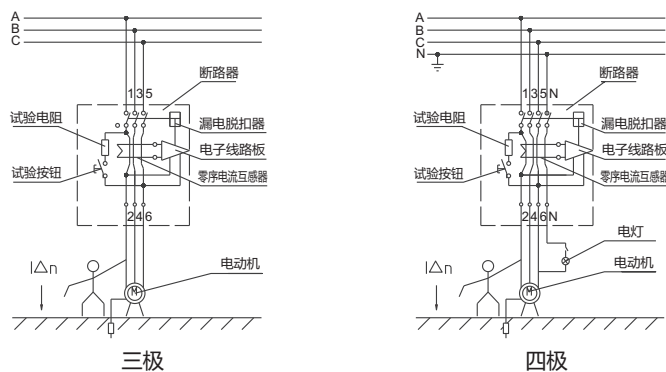 A
B
C
断路器
135
试验电阻
漏电脱扣器
电子线路板
试验按钮
零序电流互感器
246
I△n
电动机
M
三极
A
B
C
N
断路器
135N
试验电阻
漏电脱扣器
电子线路板
试验按钮
零序电流互感器
246N
电灯
I△n
电动机
M
四极